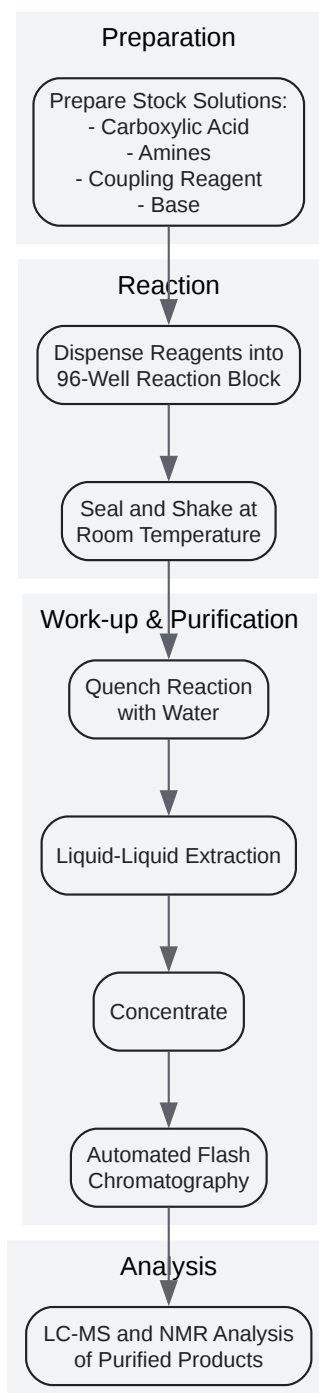 Preparation
Prepare Stock Solutions:
- Carboxylic Acid
- Amines
- Coupling Reagent
- Base
Reaction
Dispense Reagents into
96-Well Reaction Block
Seal and Shake at
Room Temperature
Work-up & Purification
Quench Reaction
with Water
Liquid-Liquid Extraction
Concentrate
Automated Flash
Chromatography
Analysis
LC-MS and NMR Analysis
of Purified Products